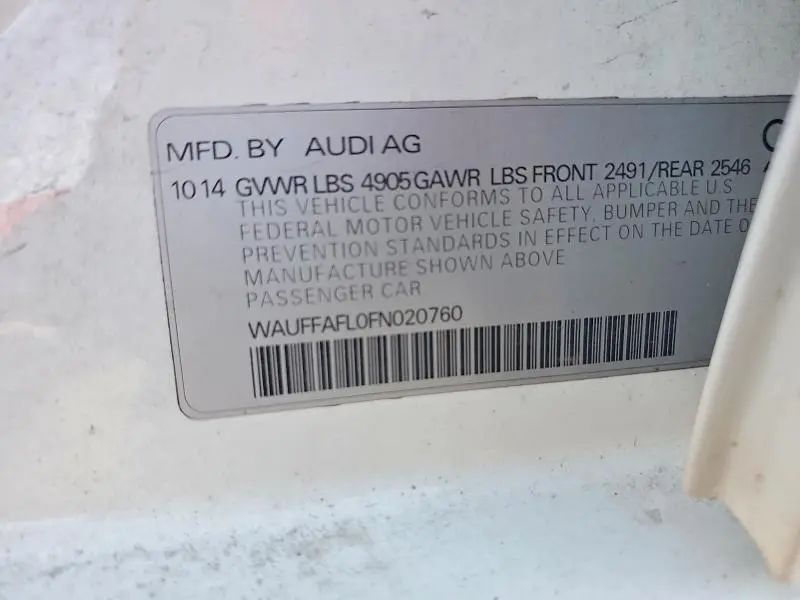 MFD. BY AUDI AG
10 14 GVWR LBS 4905 GAWR LBS FRONT 2491/REAR 2546
THIS VEHICLE CONFORMS TO ALL APPLICABLE U S
FEDERAL MOTOR VEHICLE SAFETY, BUMPER AND THE
PREVENTION STANDARDS IN EFFECT ON THE DATE O
MANUFACTURE SHOWN ABOVE
PASSENGER CAR
WAUFFAFL0FN020760